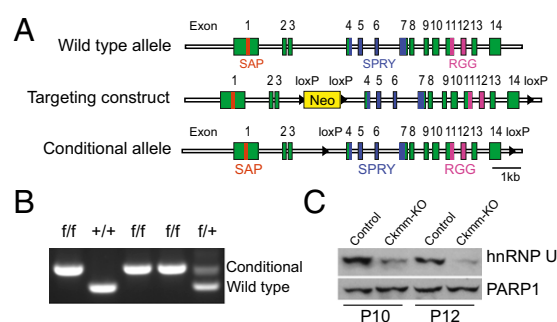 A
Exon 1 2 3 4 5 6 7 8 9 10 11 12 13 14
Wild type allele
SAP SPRY RGG
loxP loxP
1 2 3 4 5 6 7 8 9 10 11 12 13 14 loxP
Targeting construct
Neo
Exon 1 2 3 loxP 4 5 6 7 8 9 10 11 12 13 14 loxP
Conditional allele
SAP SPRY RGG
1kb
B
f/f +/+ f/f f/f f/+
Conditional
Wild type
C
Control Ckmm-KO Control Ckmm-KO
hnRNP U
PARP1
P10 P12